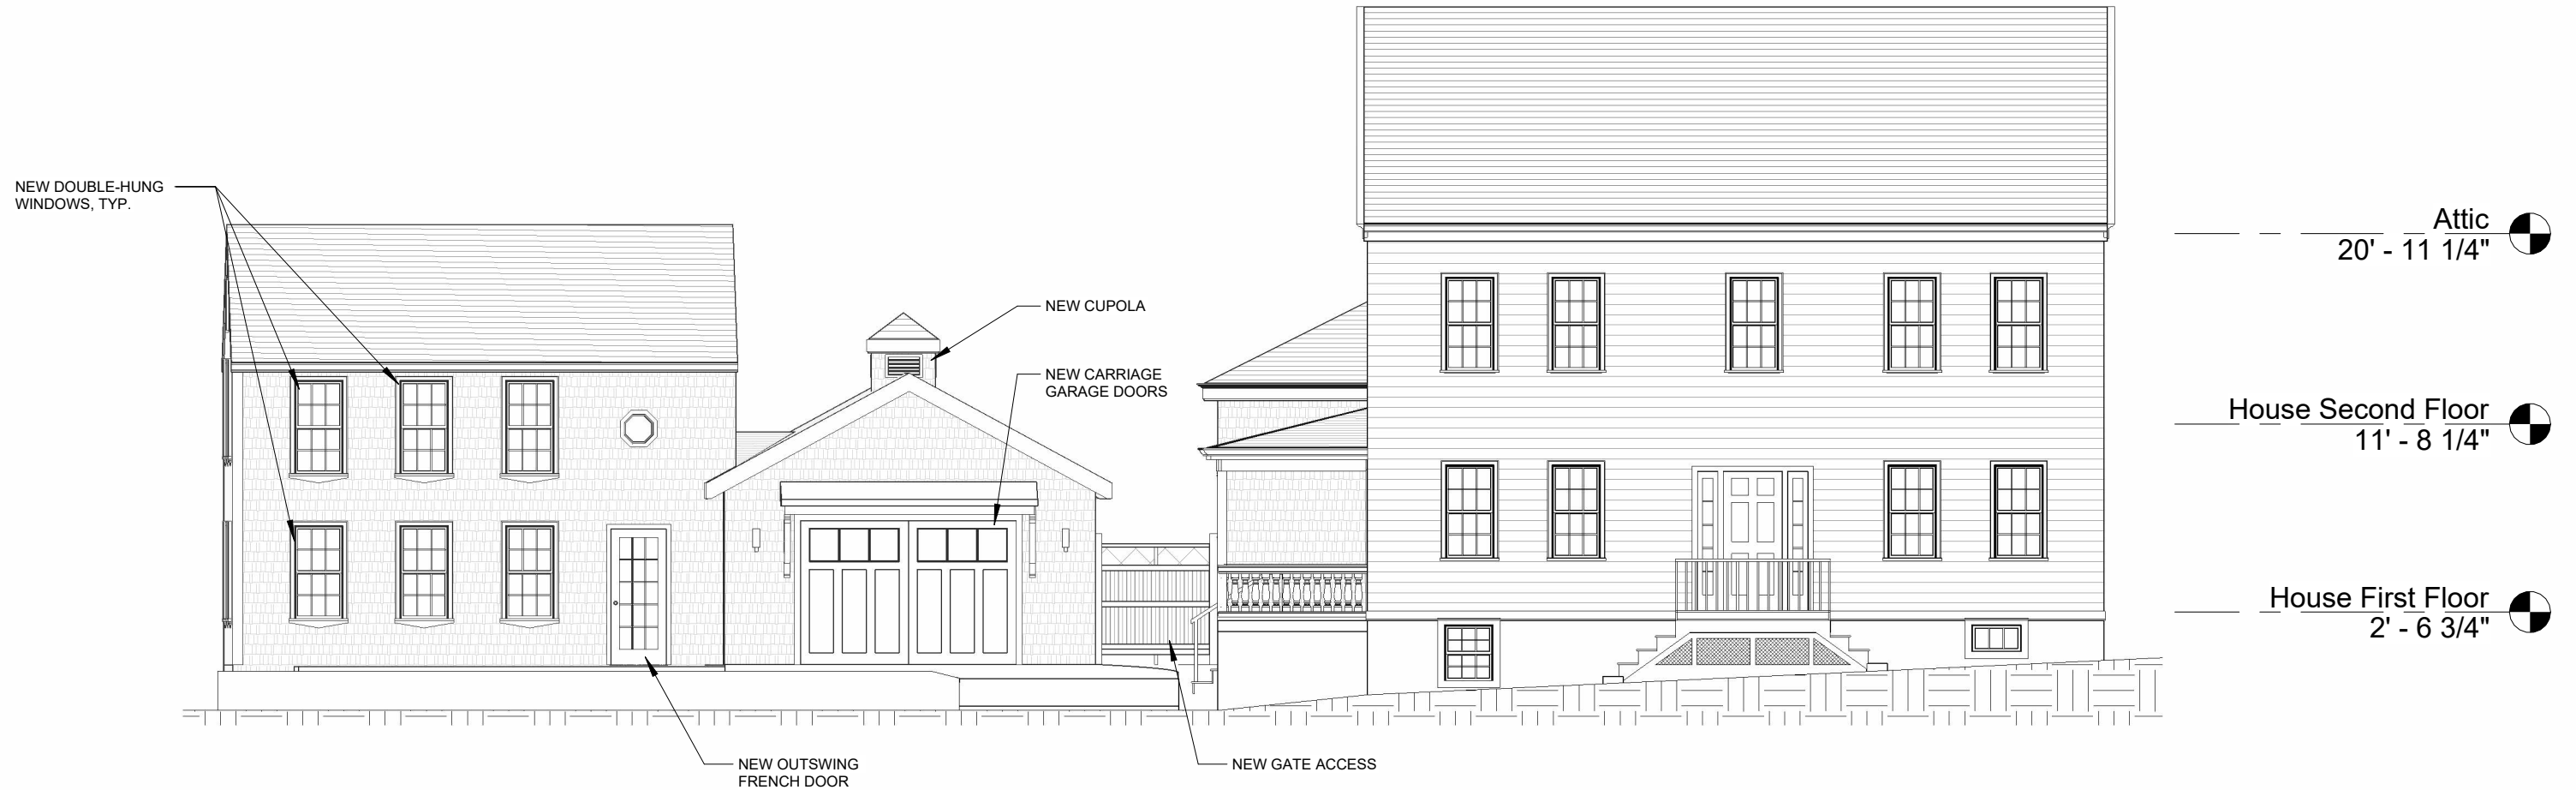 NEW DOUBLE-HUNG
WINDOWS, TYP.
NEW CUPOLA
NEW CARRIAGE
GARAGE DOORS
Attic
20' - 11 1/4"
House Second Floor
11' - 8 1/4"
House First Floor
2' - 6 3/4"
NEW OUTSWING
FRENCH DOOR
NEW GATE ACCESS